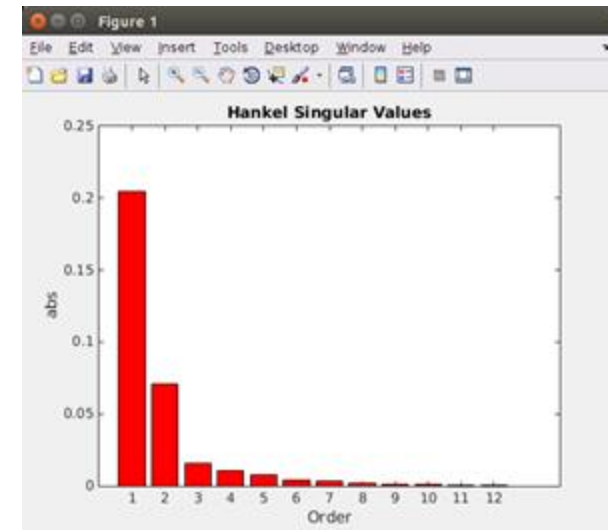 Figure 1
File Edit View Insert Tools Desktop Window Help
Hankel Singular Values
0.25
0.2
0.15
0.1
0.05
0
abs
1 2 3 4 5 6 7 8 9 10 11 12
Order